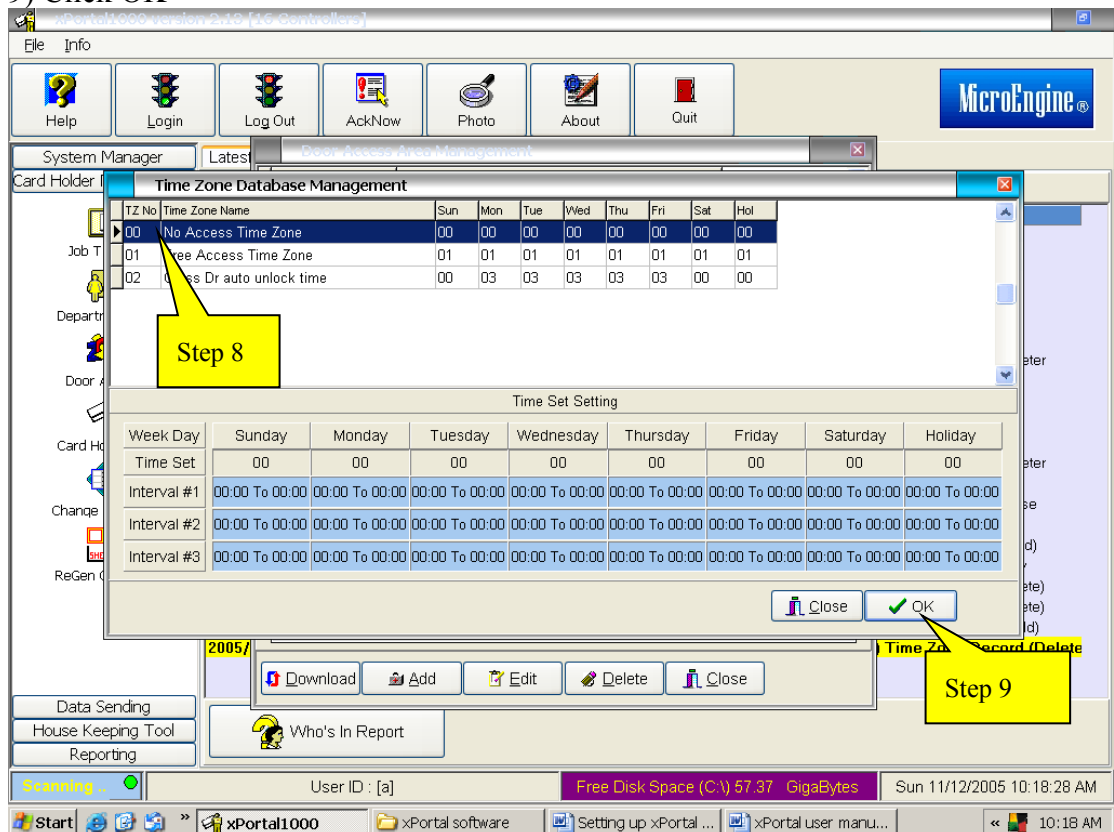 9) Click OK
xPortal1000 version 2.13 [16 Controllers]
File Info
Help Login Log Out AckNow Photo About Quit
MicroEngine ®
System Manager Latest Door Access Area Management
Card Holder
Time Zone Database Management
TZ No Time Zone Name Sun Mon Tue Wed Thu Fri Sat Hol
00 No Access Time Zone 00 00 00 00 00 00 00 00
01 Free Access Time Zone 01 01 01 01 01 01 01 01
02 Dr auto unlock time 00 03 03 03 03 03 00 00
Job T
Departr
Step 8
eter
Door A
Time Set Setting
Week Day Sunday Monday Tuesday Wednesday Thursday Friday Saturday Holiday
Card Ho
Time Set 00 00 00 00 00 00 00 00
eter
Interval #1 00:00 To 00:00 00:00 To 00:00 00:00 To 00:00 00:00 To 00:00 00:00 To 00:00 00:00 To 00:00 00:00 To 00:00 00:00 To 00:00
Change
se
Interval #2 00:00 To 00:00 00:00 To 00:00 00:00 To 00:00 00:00 To 00:00 00:00 To 00:00 00:00 To 00:00 00:00 To 00:00 00:00 To 00:00
d)
Interval #3 00:00 To 00:00 00:00 To 00:00 00:00 To 00:00 00:00 To 00:00 00:00 To 00:00 00:00 To 00:00 00:00 To 00:00 00:00 To 00:00
ReGen
ete)
Close OK
ete)
ld)
2005/ ) Time Record (Delete
Download Add Edit Delete Close
Step 9
Data Sending
House Keeping Tool
Who's In Report
Reporting
Scanning .. User ID : [a] Free Disk Space (C:\) 57.37 GigaBytes Sun 11/12/2005 10:18:28 AM
Start » xPortal1000 xPortal software Setting up xPortal ... xPortal user manu... « 10:18 AM